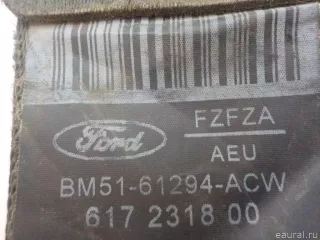 Ford
FZFZA
AEU
BM51-61294-ACW
617 2318 00
eaural.ru